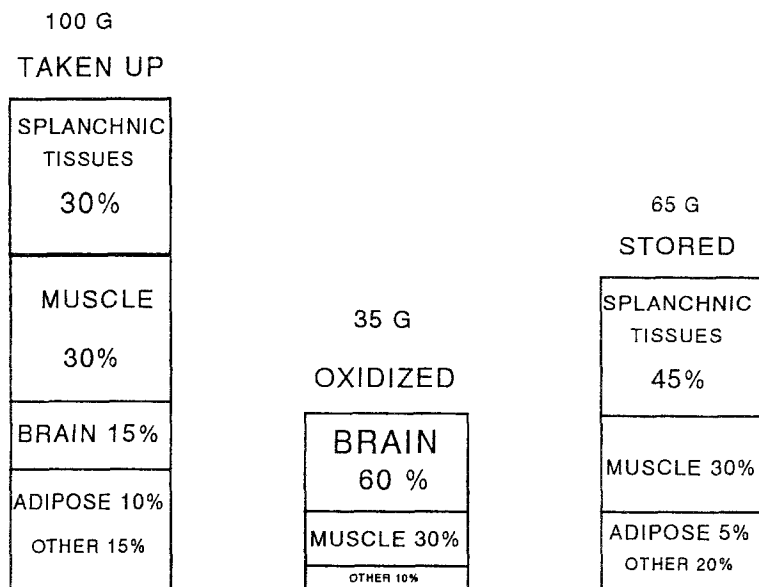 100 G
TAKEN UP
SPLANCHNIC
TISSUES
30%
MUSCLE
30%
BRAIN 15%
ADIPOSE 10%
OTHER 15%
35 G
OXIDIZED
BRAIN
60 %
MUSCLE 30%
OTHER 10%
65 G
STORED
SPLANCHNIC
TISSUES
45%
MUSCLE 30%
ADIPOSE 5%
OTHER 20%